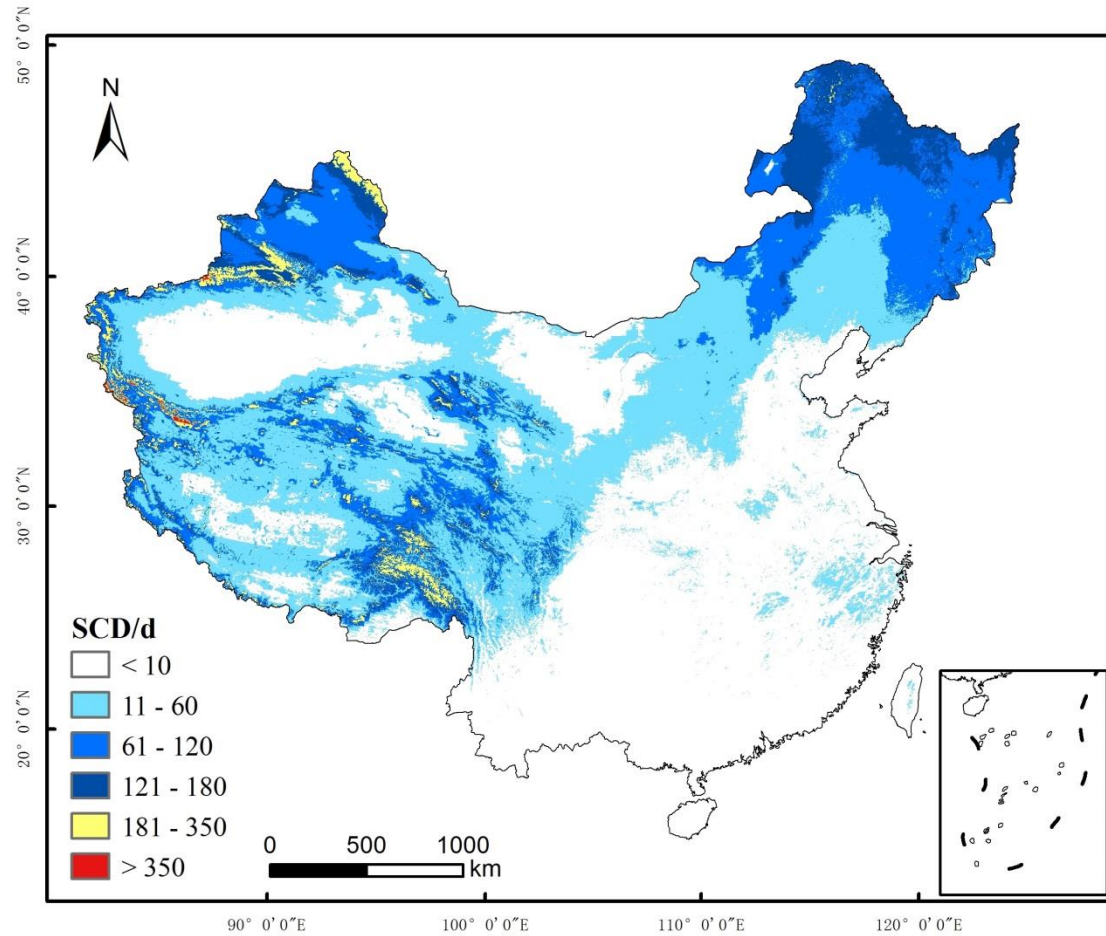 50° 0′0″N
N
40° 0′0″N
30° 0′0″N
20° 0′0″N
SCD/d
< 10
11 - 60
61 - 120
121 - 180
181 - 350
> 350
0 500 1000
km
90° 0′0″E 100° 0′0″E 110° 0′0″E 120° 0′0″E